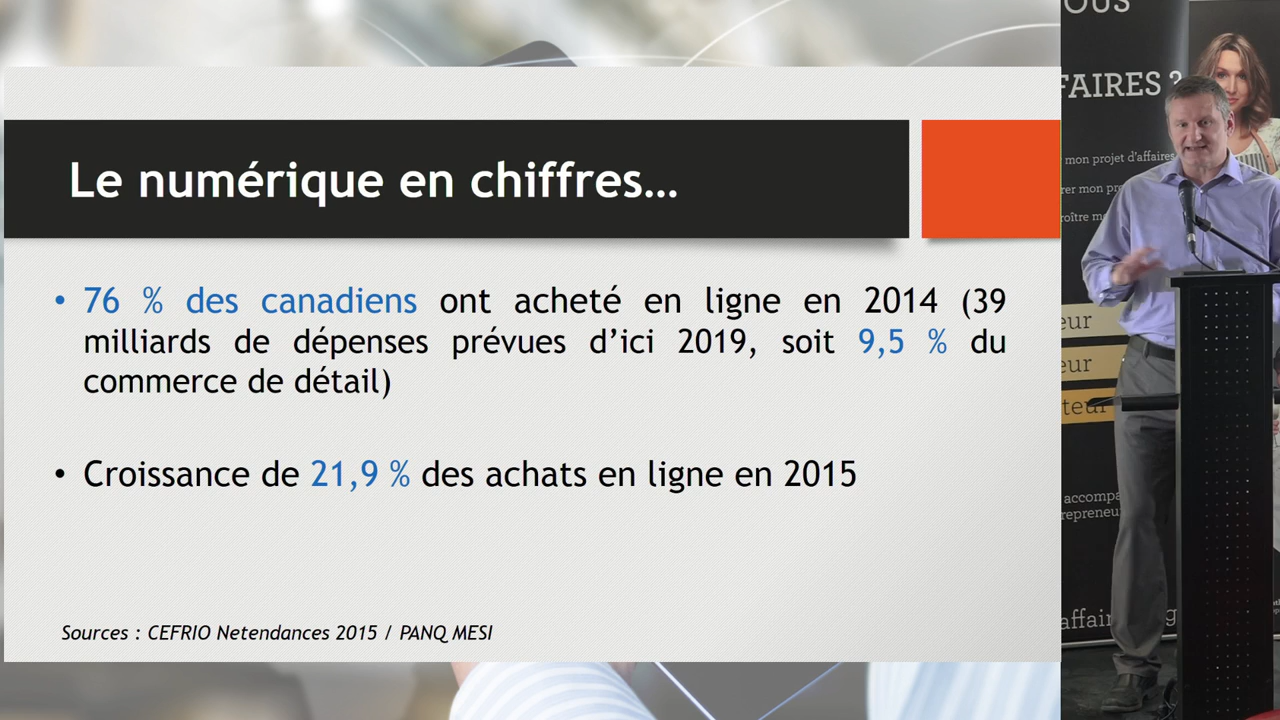 Le numérique en chiffres…
• 76 % des canadiens ont acheté en ligne en 2014 (39
milliards de dépenses prévues d’ici 2019, soit 9,5 % du
commerce de détail)
• Croissance de 21,9 % des achats en ligne en 2015
Sources : CEFRIO Netendances 2015 / PANQ MESI
OUS
FAIRES ?
mon projet d'affaires
rer mon pr
oître m
eur
eur
teur
accompa
repreneu
affair